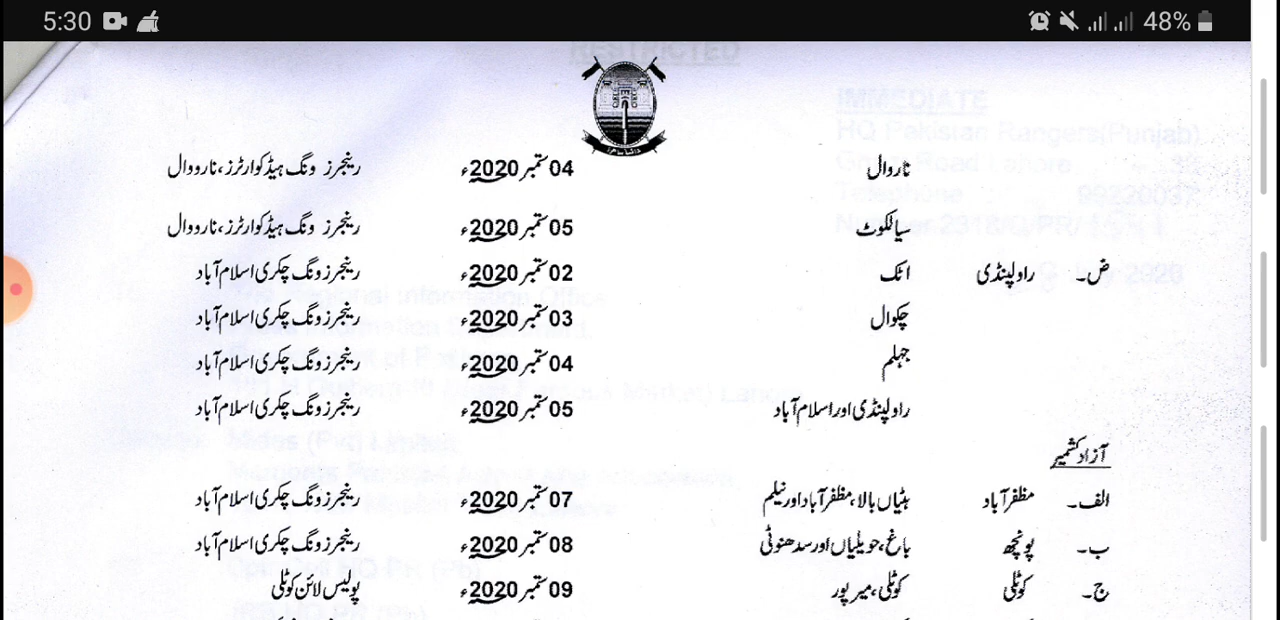 5:30 48%
RESTRICTED
IMMEDIATE
HQ Pakistan Rangers(Punjab)
Road Lahore
Telephone 99220037
نارووال 04 ستمبر 2020ء رینجرز ونگ ہیڈکوارٹرز، نارووال
سیالکوٹ 05 ستمبر 2020ء رینجرز ونگ ہیڈکوارٹرز، نارووال
ض۔ راولپنڈی اٹک 02 ستمبر 2020ء رینجرز ونگ چکری اسلام آباد
چکوال 03 ستمبر 2020ء رینجرز ونگ چکری اسلام آباد
جہلم 04 ستمبر 2020ء رینجرز ونگ چکری اسلام آباد
راولپنڈی اور اسلام آباد 05 ستمبر 2020ء رینجرز ونگ چکری اسلام آباد
آزاد کشمیر
الف۔ مظفر آباد ہٹیاں بالا، مظفر آباد اور نیلم 07 ستمبر 2020ء رینجرز ونگ چکری اسلام آباد
ب۔ پونچھ باغ، حویلیاں اور سدھنوٹی 08 ستمبر 2020ء رینجرز ونگ چکری اسلام آباد
ج۔ کوٹلی کوٹلی، میر پور 09 ستمبر 2020ء پولیس لائن کوٹلی